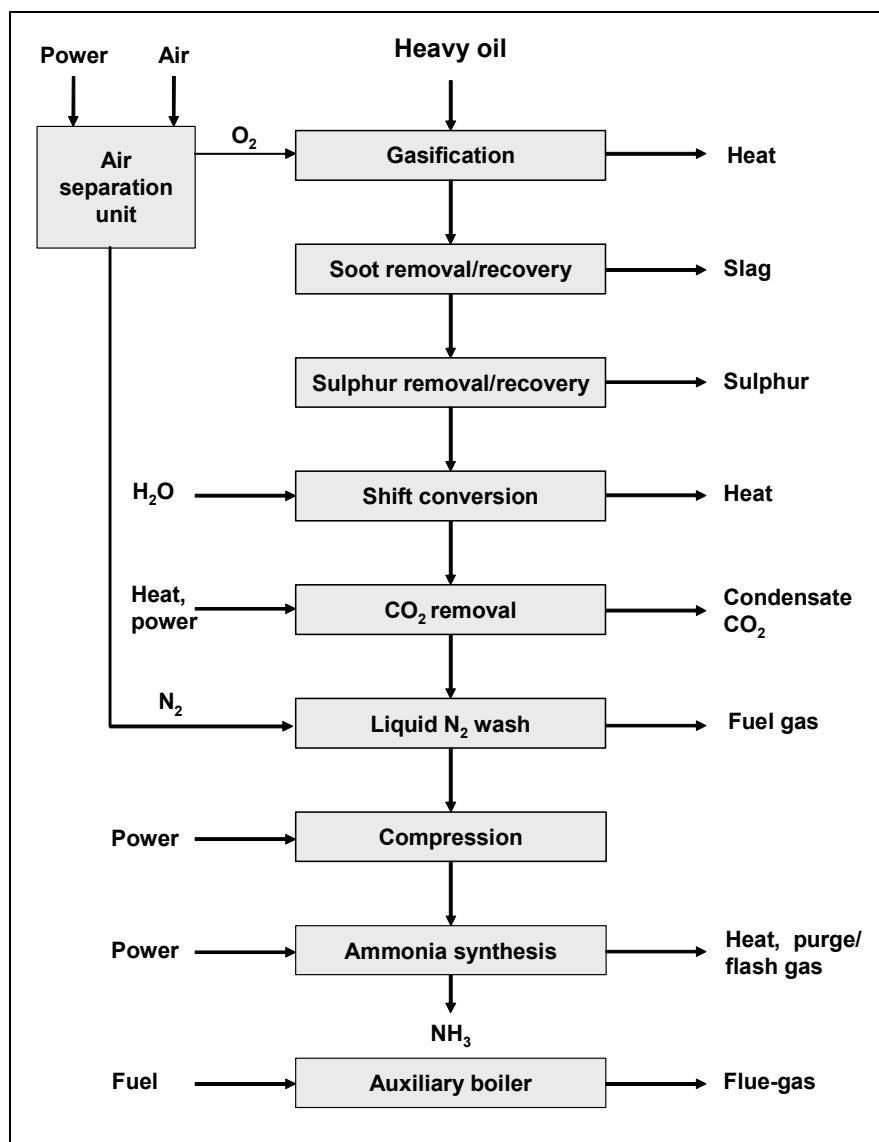 Power
Air
Heavy oil
Air
separation
unit
O₂
Gasification
Heat
Soot removal/recovery
Slag
Sulphur removal/recovery
Sulphur
H₂O
Shift conversion
Heat
Heat,
power
CO₂ removal
Condensate
CO₂
N₂
Liquid N₂ wash
Fuel gas
Power
Compression
Power
Ammonia synthesis
Heat, purge/
flash gas
NH₃
Fuel
Auxiliary boiler
Flue-gas